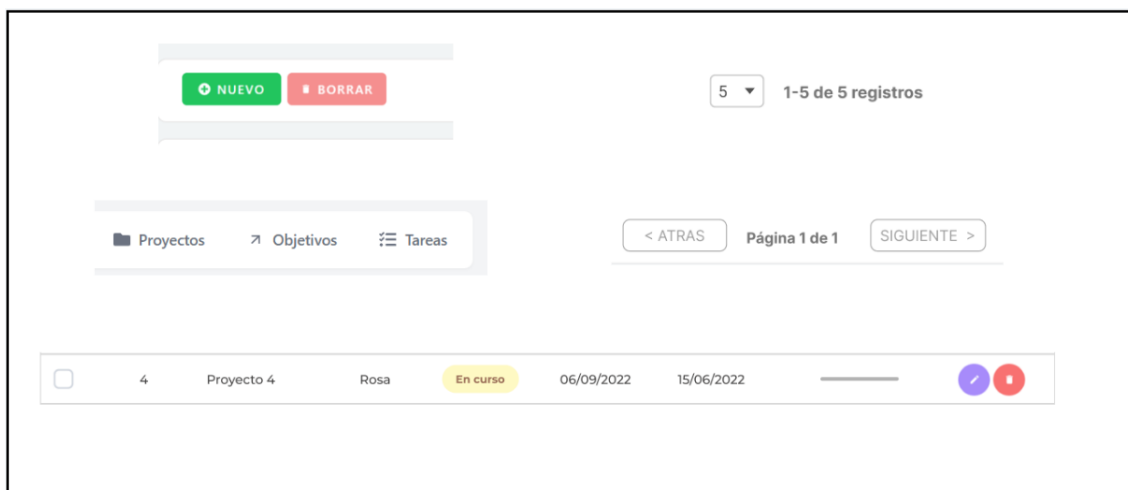 NUEVO BORRAR
5 1-5 de 5 registros
Proyectos Objetivos Tareas
< ATRAS Página 1 de 1 SIGUIENTE >
4 Proyecto 4 Rosa En curso 06/09/2022 15/06/2022